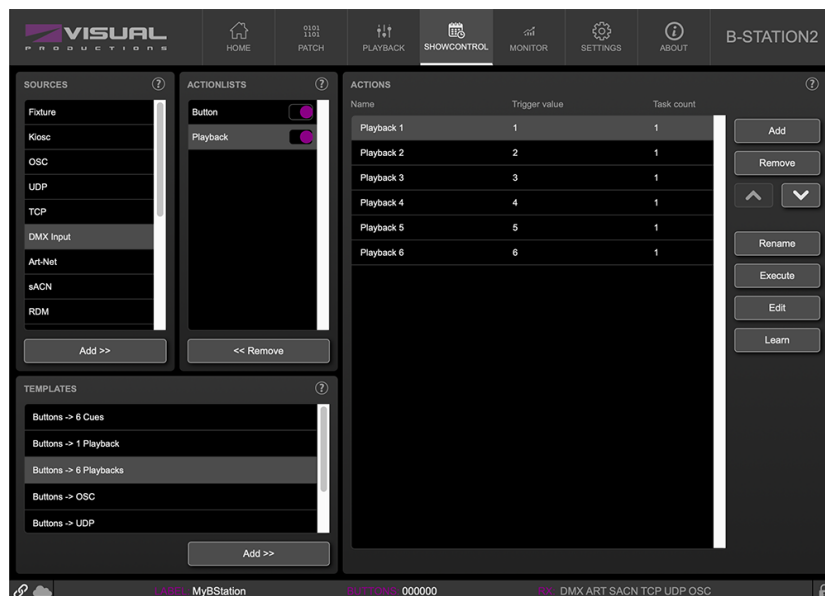 VISUAL
PRODUCTIONS
HOME
0101
1101
PATCH
PLAYBACK
SHOWCONTROL
MONITOR
SETTINGS
ABOUT
B-STATION2
SOURCES
?
Fixture
Kiosc
OSC
UDP
TCP
DMX Input
Art-Net
sACN
RDM
Add >>
ACTIONLISTS
?
Button
Playback
<< Remove
TEMPLATES
?
Buttons -> 6 Cues
Buttons -> 1 Playback
Buttons -> 6 Playbacks
Buttons -> OSC
Buttons -> UDP
Add >>
ACTIONS
?
Name Trigger value Task count
Playback 1 1 1
Playback 2 2 1
Playback 3 3 1
Playback 4 4 1
Playback 5 5 1
Playback 6 6 1
Add
Remove
Rename
Execute
Edit
Learn
MyBStation
000000
DMX ART SACN TCP UDP OSC